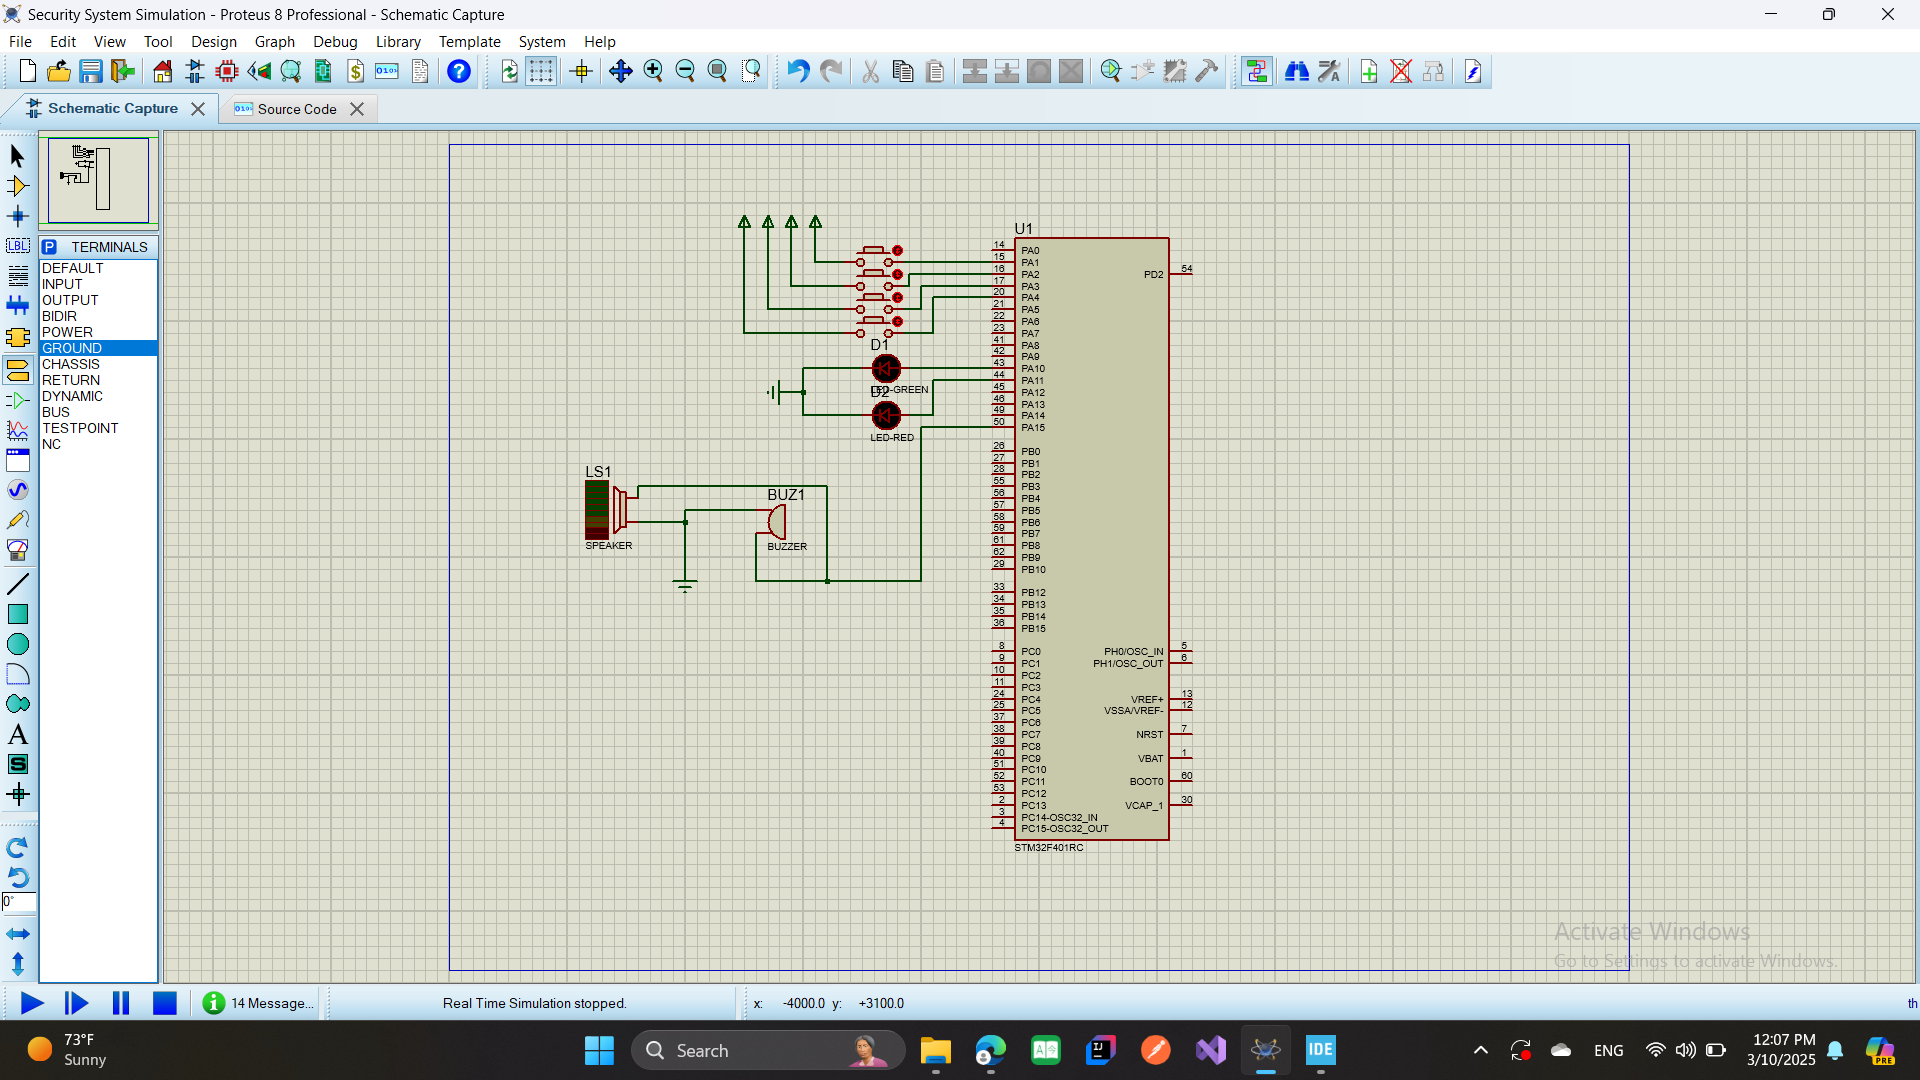 Security System Simulation - Proteus 8 Professional - Schematic Capture
File Edit View Tool Design Graph Debug Library Template System Help
Schematic Capture
Source Code
P TERMINALS
DEFAULT
INPUT
OUTPUT
BIDIR
POWER
GROUND
CHASSIS
RETURN
DYNAMIC
BUS
TESTPOINT
NC
LBL
A
S
0°
U1
14 PA0
15 PA1
16 PA2
17 PA3
20 PA4
21 PA5
22 PA6
23 PA7
41 PA8
42 PA9
43 PA10
44 PA11
45 PA12
46 PA13
49 PA14
50 PA15
26 PB0
27 PB1
28 PB2
55 PB3
56 PB4
57 PB5
58 PB6
59 PB7
61 PB8
62 PB9
29 PB10
33 PB12
34 PB13
35 PB14
36 PB15
8 PC0
9 PC1
10 PC2
11 PC3
24 PC4
25 PC5
37 PC6
38 PC7
39 PC8
40 PC9
51 PC10
52 PC11
53 PC12
2 PC13
3 PC14-OSC32_IN
4 PC15-OSC32_OUT
PD2 54
PH0/OSC_IN 5
PH1/OSC_OUT 6
VREF+ 13
VSSA/VREF- 12
NRST 7
VBAT 1
BOOT0 60
VCAP_1 30
STM32F401RC
D1
LED-GREEN
D2
LED-RED
LS1
SPEAKER
BUZ1
BUZZER
Activate Windows
Go to Settings to activate Windows.
14 Message...
Real Time Simulation stopped.
x: -4000.0 y: +3100.0
th
73°F
Sunny
Search
IJ
IDE
ENG
12:07 PM
3/10/2025
PRE